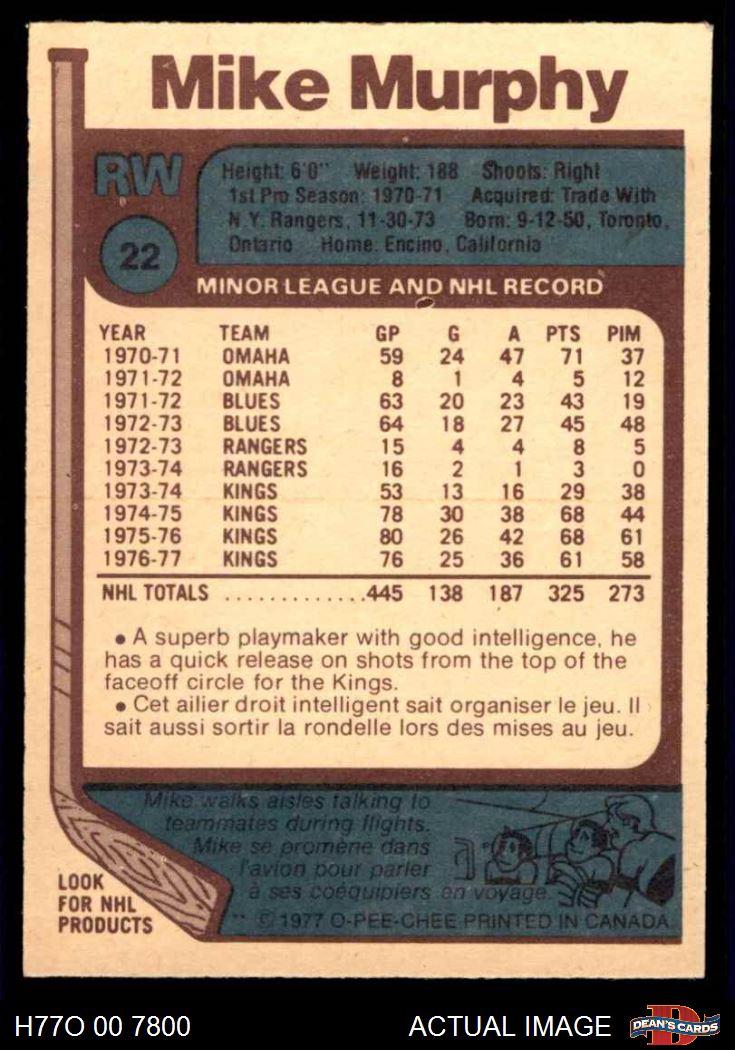 Mike Murphy
RW
22
Height: 6'0" Weight: 188 Shoots: Right
1st Pro Season: 1970-71 Acquired: Trade With
N.Y. Rangers, 11-30-73 Born: 9-12-50, Toronto,
Ontario Home: Encino, California
MINOR LEAGUE AND NHL RECORD
YEAR TEAM GP G A PTS PIM
1970-71 OMAHA 59 24 47 71 37
1971-72 OMAHA 8 1 4 5 12
1971-72 BLUES 63 20 23 43 19
1972-73 BLUES 64 18 27 45 48
1972-73 RANGERS 15 4 4 8 5
1973-74 RANGERS 16 2 1 3 0
1973-74 KINGS 53 13 16 29 38
1974-75 KINGS 78 30 38 68 44
1975-76 KINGS 80 26 42 68 61
1976-77 KINGS 76 25 36 61 58
NHL TOTALS .............445 138 187 325 273
• A superb playmaker with good intelligence, he
has a quick release on shots from the top of the
faceoff circle for the Kings.
• Cet ailier droit intelligent sait organiser le jeu. Il
sait aussi sortir la rondelle lors des mises au jeu.
Mike walks aisles talking to
teammates during flights.
Mike se promène dans
l'avion pour parler
à ses coéquipiers en voyage.
LOOK
FOR NHL
PRODUCTS
© 1977 O-PEE-CHEE PRINTED IN CANADA
H77O 00 7800
ACTUAL IMAGE
D
DEAN'S CARDS